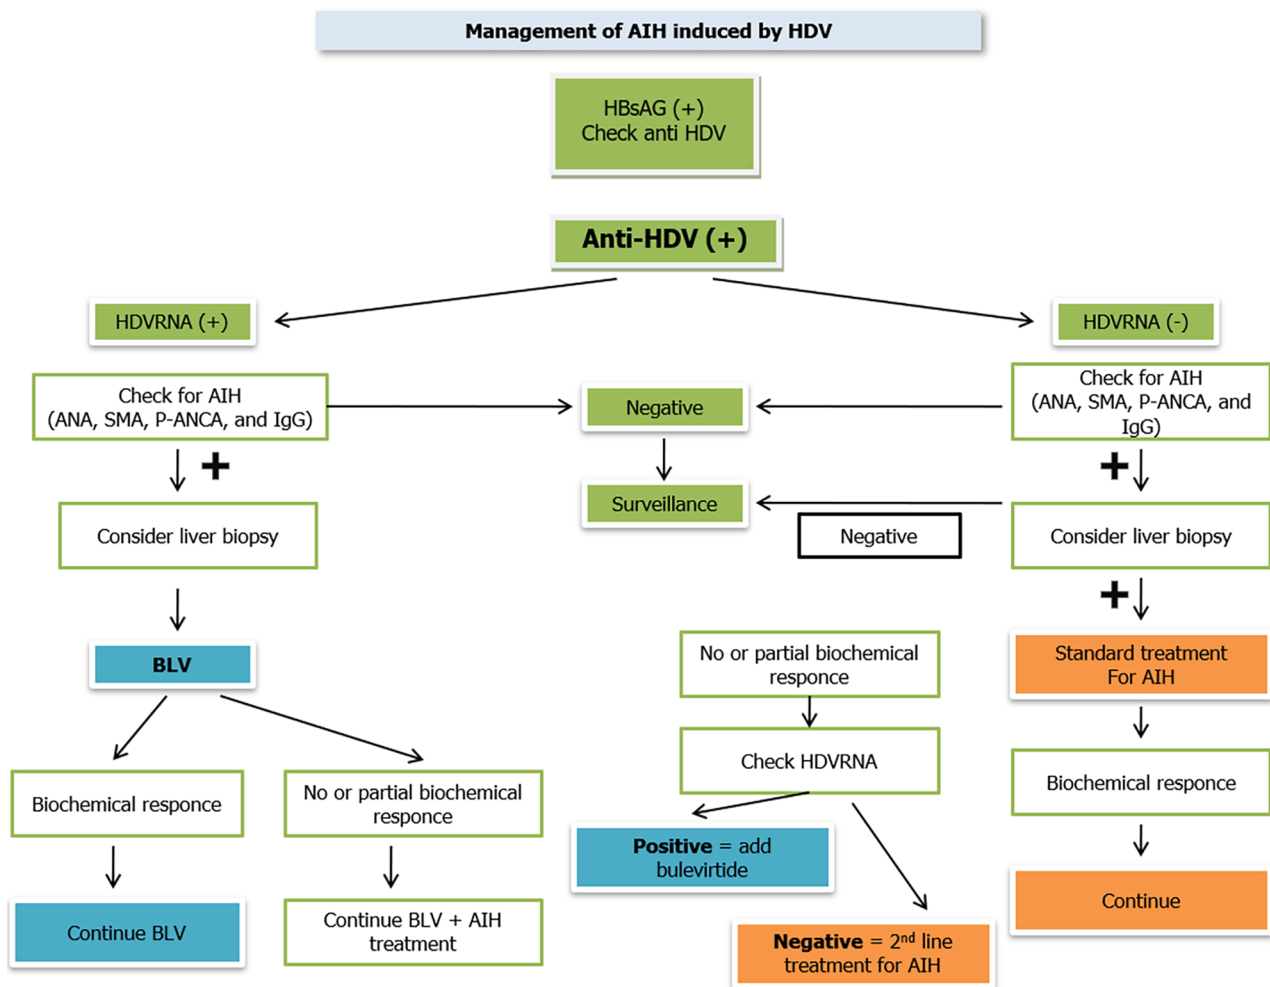 Management of AIH induced by HDV
HBsAG (+)
Check anti HDV
Anti-HDV (+)
HDVRNA (+)
HDVRNA (-)
Check for AIH
(ANA, SMA, P-ANCA, and IgG)
Negative
Check for AIH
(ANA, SMA, P-ANCA, and
IgG)
+
+
Consider liver biopsy
Surveillance
Negative
Consider liver biopsy
+
BLV
No or partial biochemical
responce
Standard treatment
For AIH
Biochemical responce
No or partial biochemical
responce
Check HDVRNA
Biochemical responce
Positive = add
bulevirtide
Continue BLV
Continue BLV + AIH
treatment
Negative = 2nd line
treatment for AIH
Continue